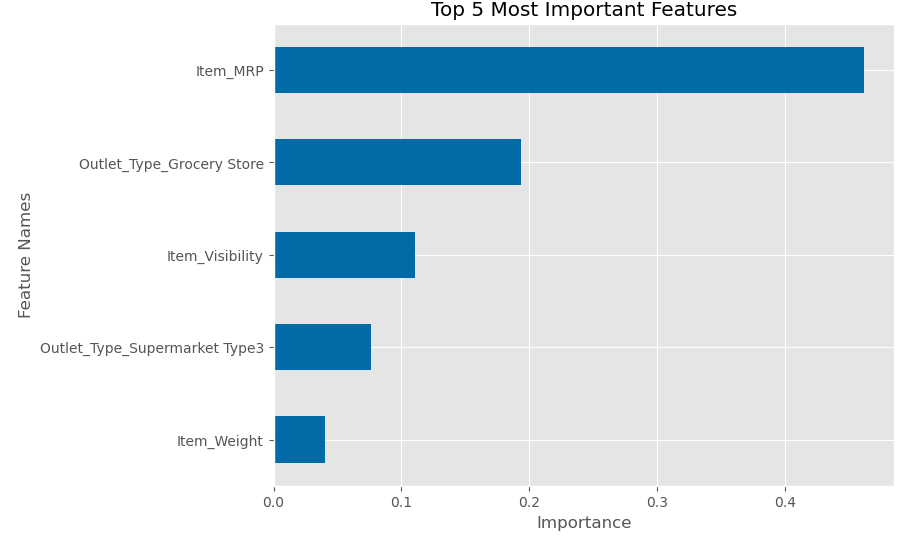 Top 5 Most Important Features
Feature Names
Item_MRP
Outlet_Type_Grocery Store
Item_Visibility
Outlet_Type_Supermarket Type3
Item_Weight
0.0 0.1 0.2 0.3 0.4
Importance